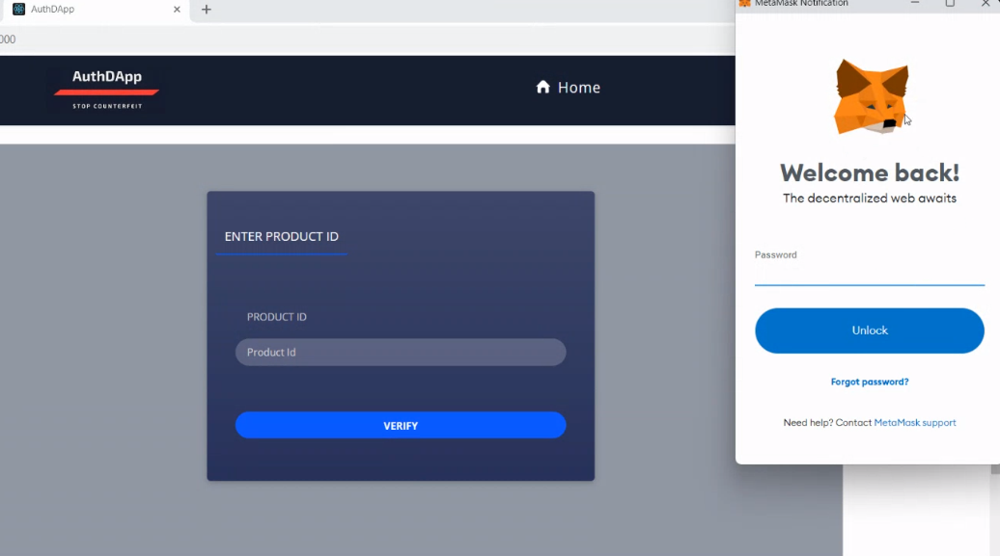 AuthDApp
000
AuthDApp
STOP COUNTERFEIT
Home
ENTER PRODUCT ID
PRODUCT ID
Product Id
VERIFY
MetaMask Notification
Welcome back!
The decentralized web awaits
Password
Unlock
Forgot password?
Need help? Contact MetaMask support